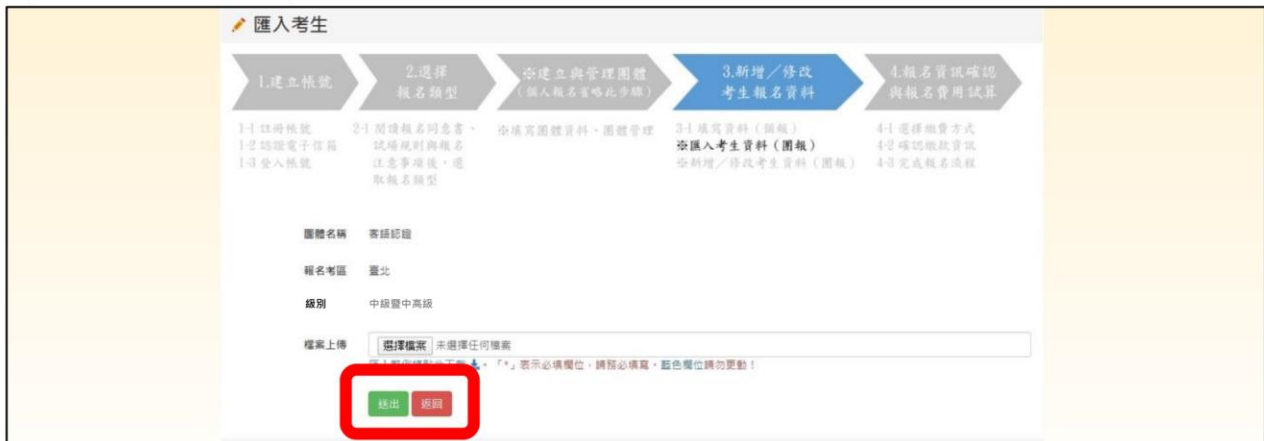 匯入考生
1.建立帳號
2.選擇
報名類型
※建立與管理團體
(個人報名省略此步驟)
3.新增／修改
考生報名資料
4.報名資訊確認
與報名費用試算
1-1 註冊帳號
1-2 認證電子信箱
1-3 登入帳號
2-1 閱讀報名同意書、
試場規則與報名
注意事項後，選
取報名類型
※填寫團體資料、團體管理
3-1 填寫資料（個報）
※匯入考生資料（團報）
※新增／修改考生資料（團報）
4-1 選擇繳費方式
4-2 確認繳款資訊
4-3 完成報名流程
團體名稱 客語認證
報名考區 臺北
級別 中級暨中高級
檔案上傳 選擇檔案 未選擇任何檔案
。「*」表示必填欄位，請務必填寫，藍色欄位請勿更動！
送出 返回